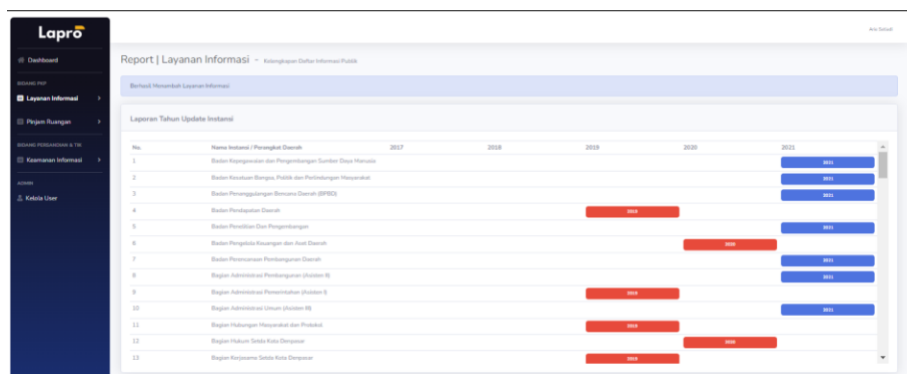 Lapro
Dashboard
BIDANG PKP
Layanan Informasi
Pinjam Ruangan
BIDANG PERSANDIAN & TIK
Keamanan Informasi
ADMIN
Kelola User
Report | Layanan Informasi - Kelengkapan Daftar Informasi Publik
Berhasil Menambah Layanan Informasi
Laporan Tahun Update Instansi
No. Nama Instansi / Perangkat Daerah 2017 2018 2019 2020 2021
1 Badan Kepegawaian dan Pengembangan Sumber Daya Manusia 2021
2 Badan Kesatuan Bangsa, Politik dan Perlindungan Masyarakat 2021
3 Badan Penanggulangan Bencana Daerah (BPBD) 2021
4 Badan Pendapatan Daerah 2019
5 Badan Penelitian Dan Pengembangan 2021
6 Badan Pengelola Keuangan dan Aset Daerah 2020
7 Badan Perencanaan Pembangunan Daerah 2021
8 Bagian Administrasi Pembangunan (Asisten II) 2021
9 Bagian Administrasi Pemerintahan (Asisten I) 2019
10 Bagian Administrasi Umum (Asisten III) 2021
11 Bagian Hubungan Masyarakat dan Protokol 2019
12 Bagian Hukum Setda Kota Denpasar 2020
13 Bagian Kerjasama Setda Kota Denpasar 2019